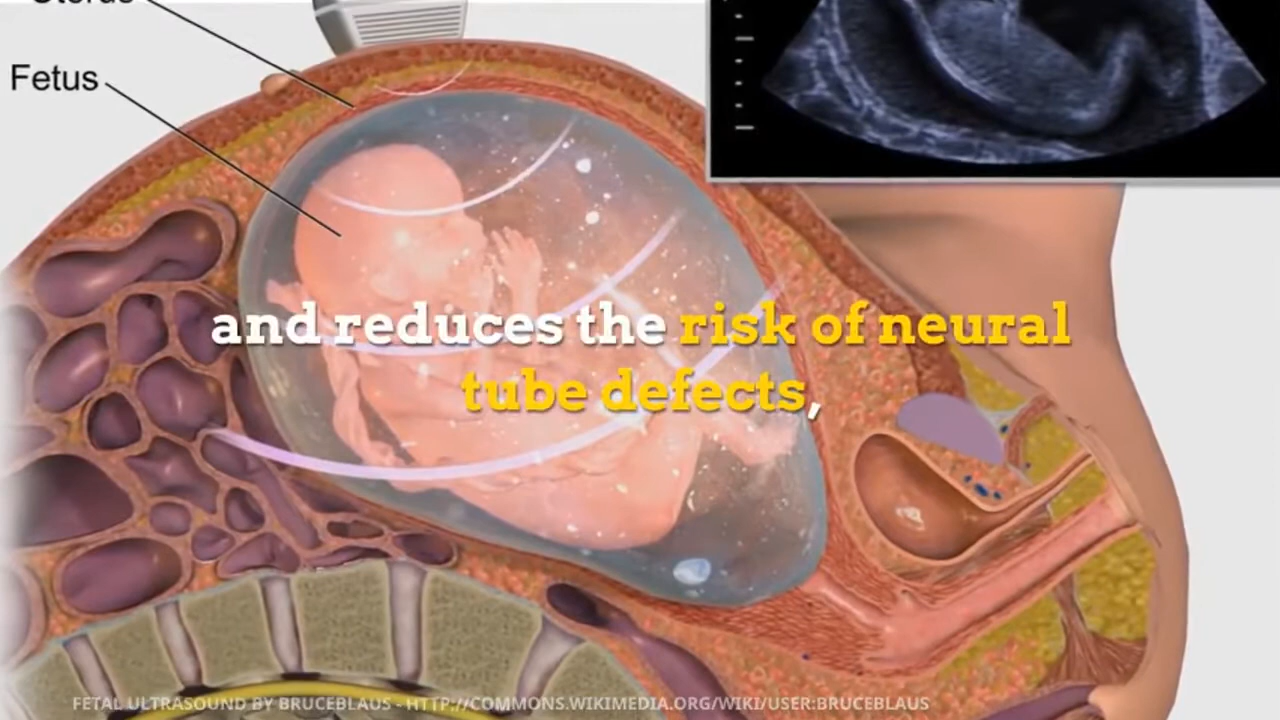 Uterus
Fetus
and reduces the risk of neural
tube defects,
FETAL ULTRASOUND BY BRUCEBLAUS - HTTP://COMMONS.WIKIMEDIA.ORG/WIKI/USER:BRUCEBLAUS